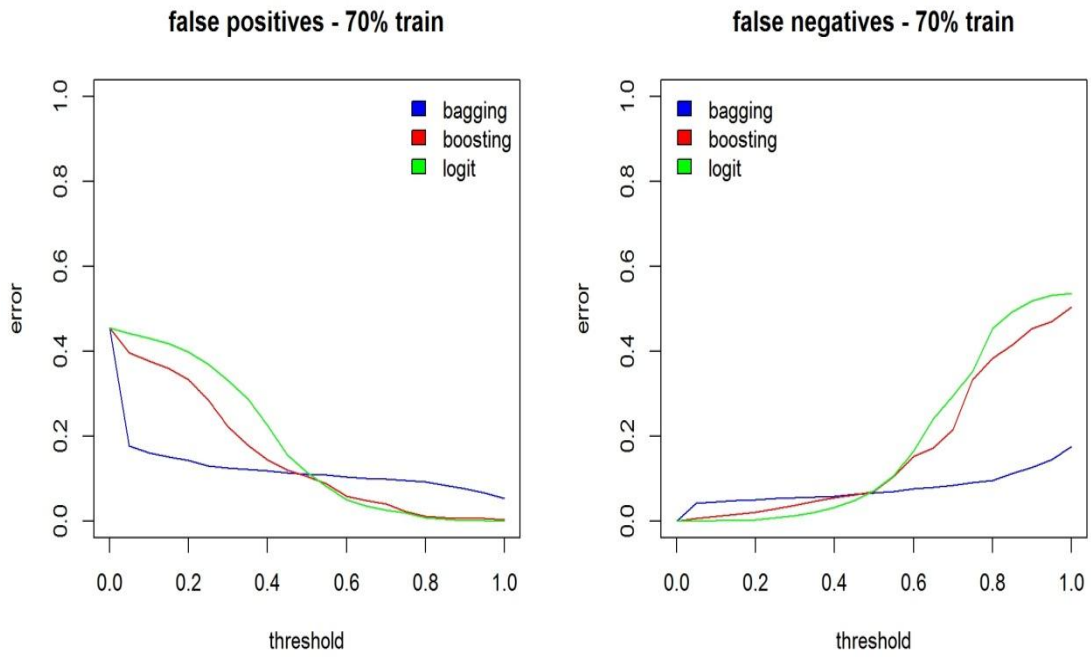 false positives - 70% train
error
1.0
0.8
0.6
0.4
0.2
0.0
bagging
boosting
logit
0.0 0.2 0.4 0.6 0.8 1.0
threshold
false negatives - 70% train
error
1.0
0.8
0.6
0.4
0.2
0.0
bagging
boosting
logit
0.0 0.2 0.4 0.6 0.8 1.0
threshold